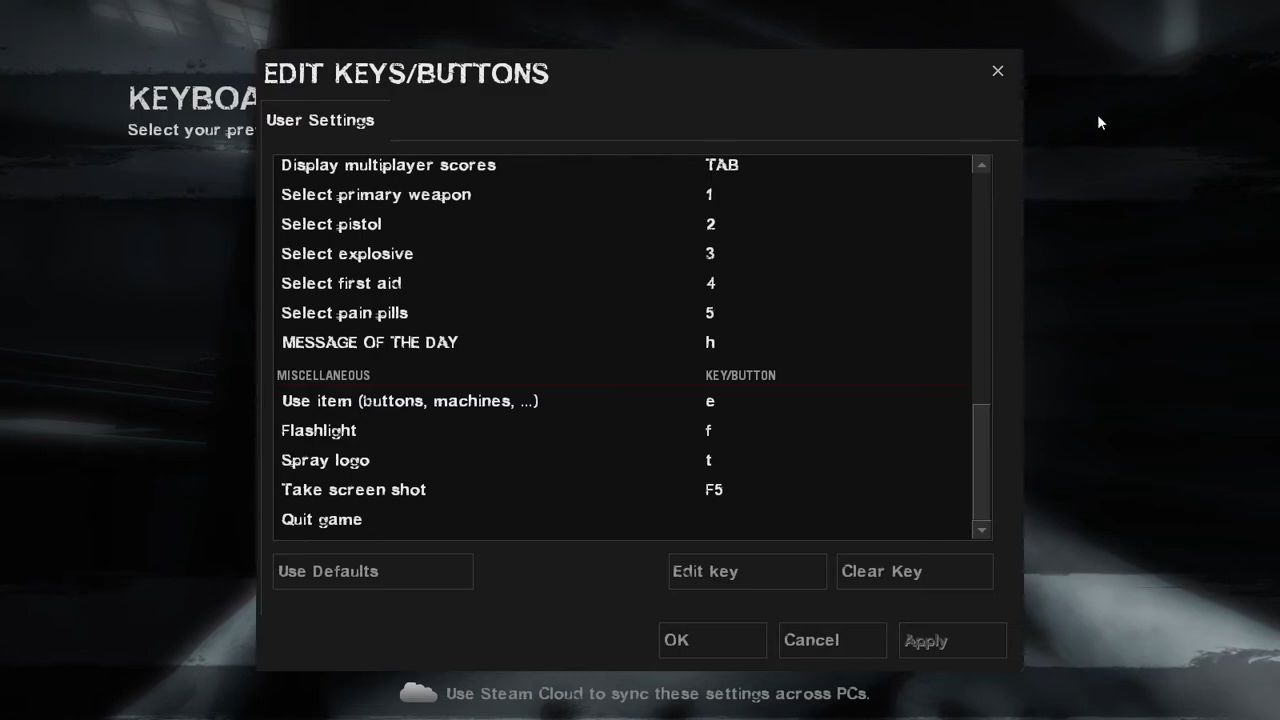 EDIT KEYS/BUTTONS
KEYBOA
Select your pre
User Settings
Display multiplayer scores TAB
Select primary weapon 1
Select pistol 2
Select explosive 3
Select first aid 4
Select pain pills 5
MESSAGE OF THE DAY h
MISCELLANEOUS KEY/BUTTON
Use item (buttons, machines, ...) e
Flashlight f
Spray logo t
Take screen shot F5
Quit game
Use Defaults Edit key Clear Key
OK Cancel Apply
Use Steam Cloud to sync these settings across PCs.